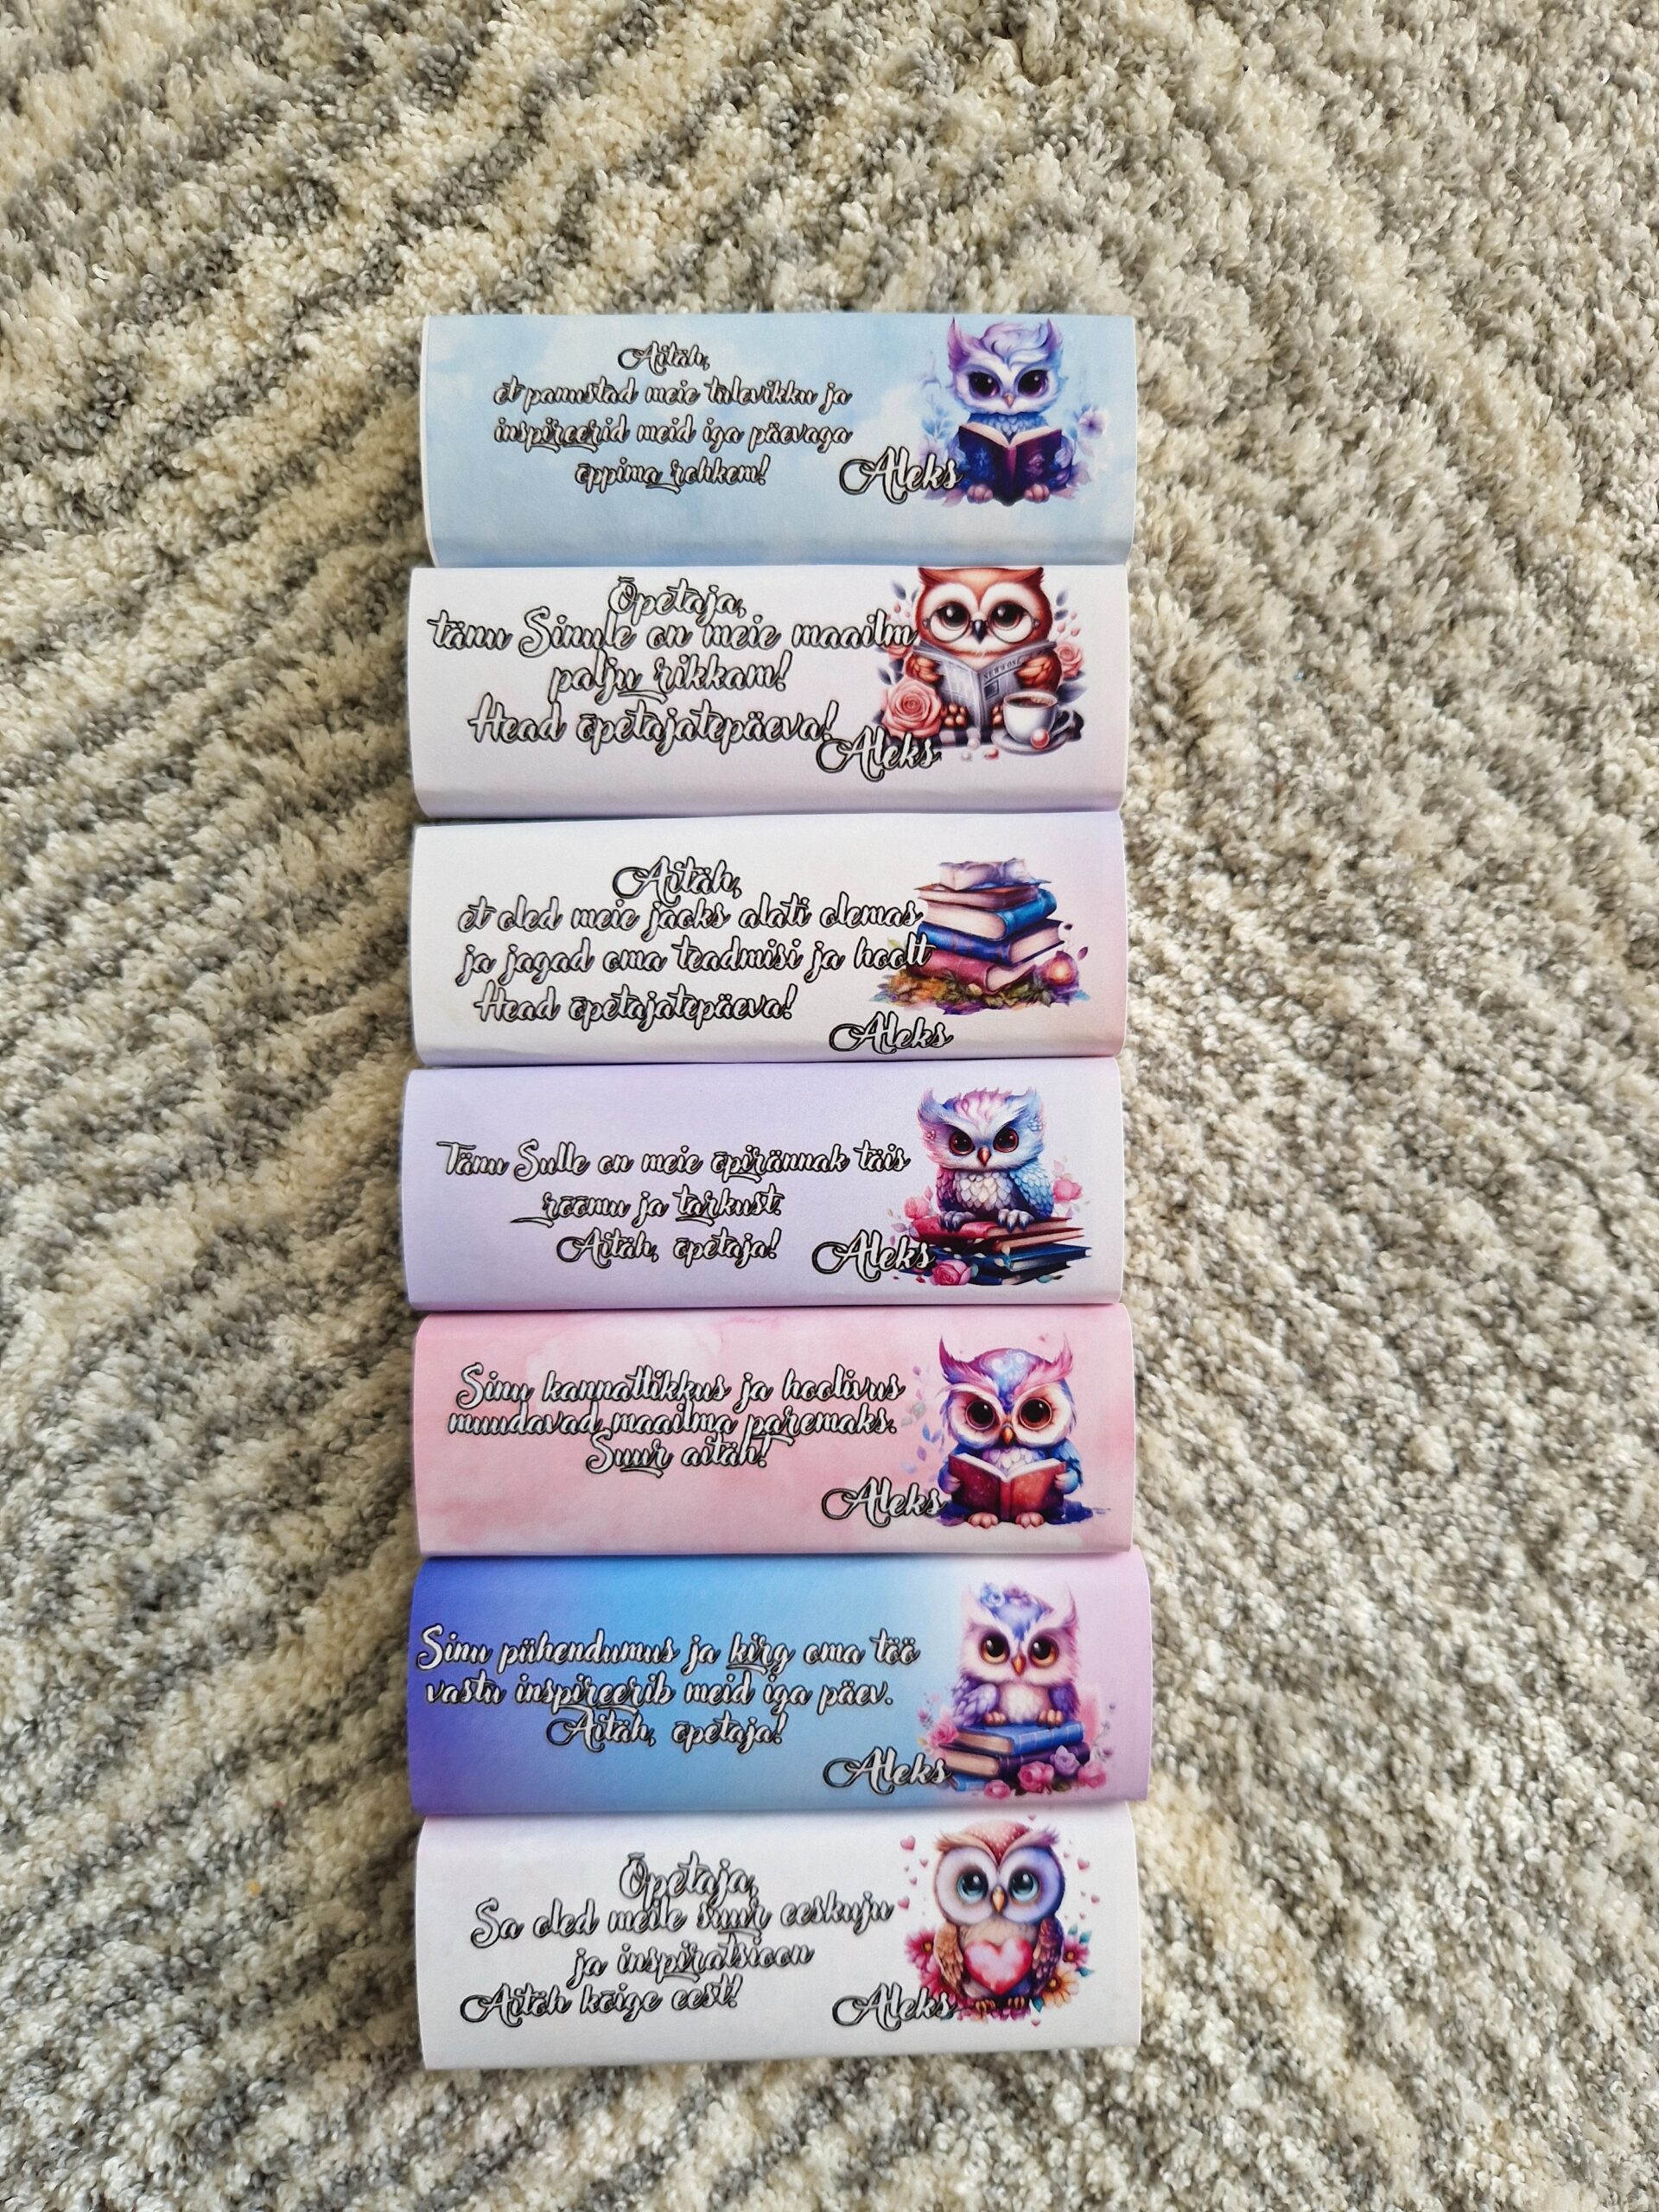 Aitäh,
et panustad meie tulevikku ja
inspireerid meid iga päevaga
õppima rohkem!
Aleks
Õpetaja,
tänu Sinule on meie maailm
palju rikkam!
Head õpetajatepäeva!
Aleks
Aitäh,
et oled meie jaoks alati olemas
ja jagad oma teadmisi ja hoolt
Head õpetajatepäeva!
Aleks
Tänu Sulle on meie õpirännak täis
rõõmu ja tarkust.
Aitäh, õpetaja!
Aleks
Sinu kannatlikkus ja hoolivus
muudavad maailma paremaks.
Suur aitäh!
Aleks
Sinu pühendumus ja kirg oma töö
vastu inspireerib meid iga päev.
Aitäh, õpetaja!
Aleks
Õpetaja,
Sa oled meile suur eeskuju
ja inspiratsioon
Aitäh kõige eest!
Aleks